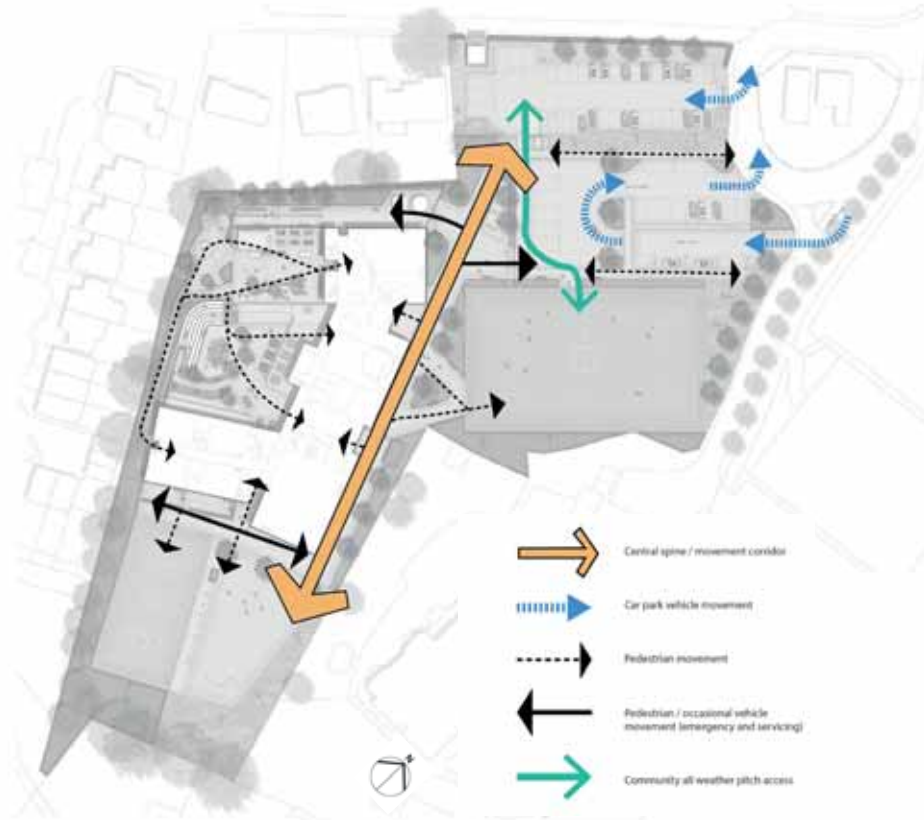 Central spine / movement corridor
Car park vehicle movement
Pedestrian movement
Pedestrian / occasional vehicle
movement (emergency and servicing)
Community all weather pitch access
N